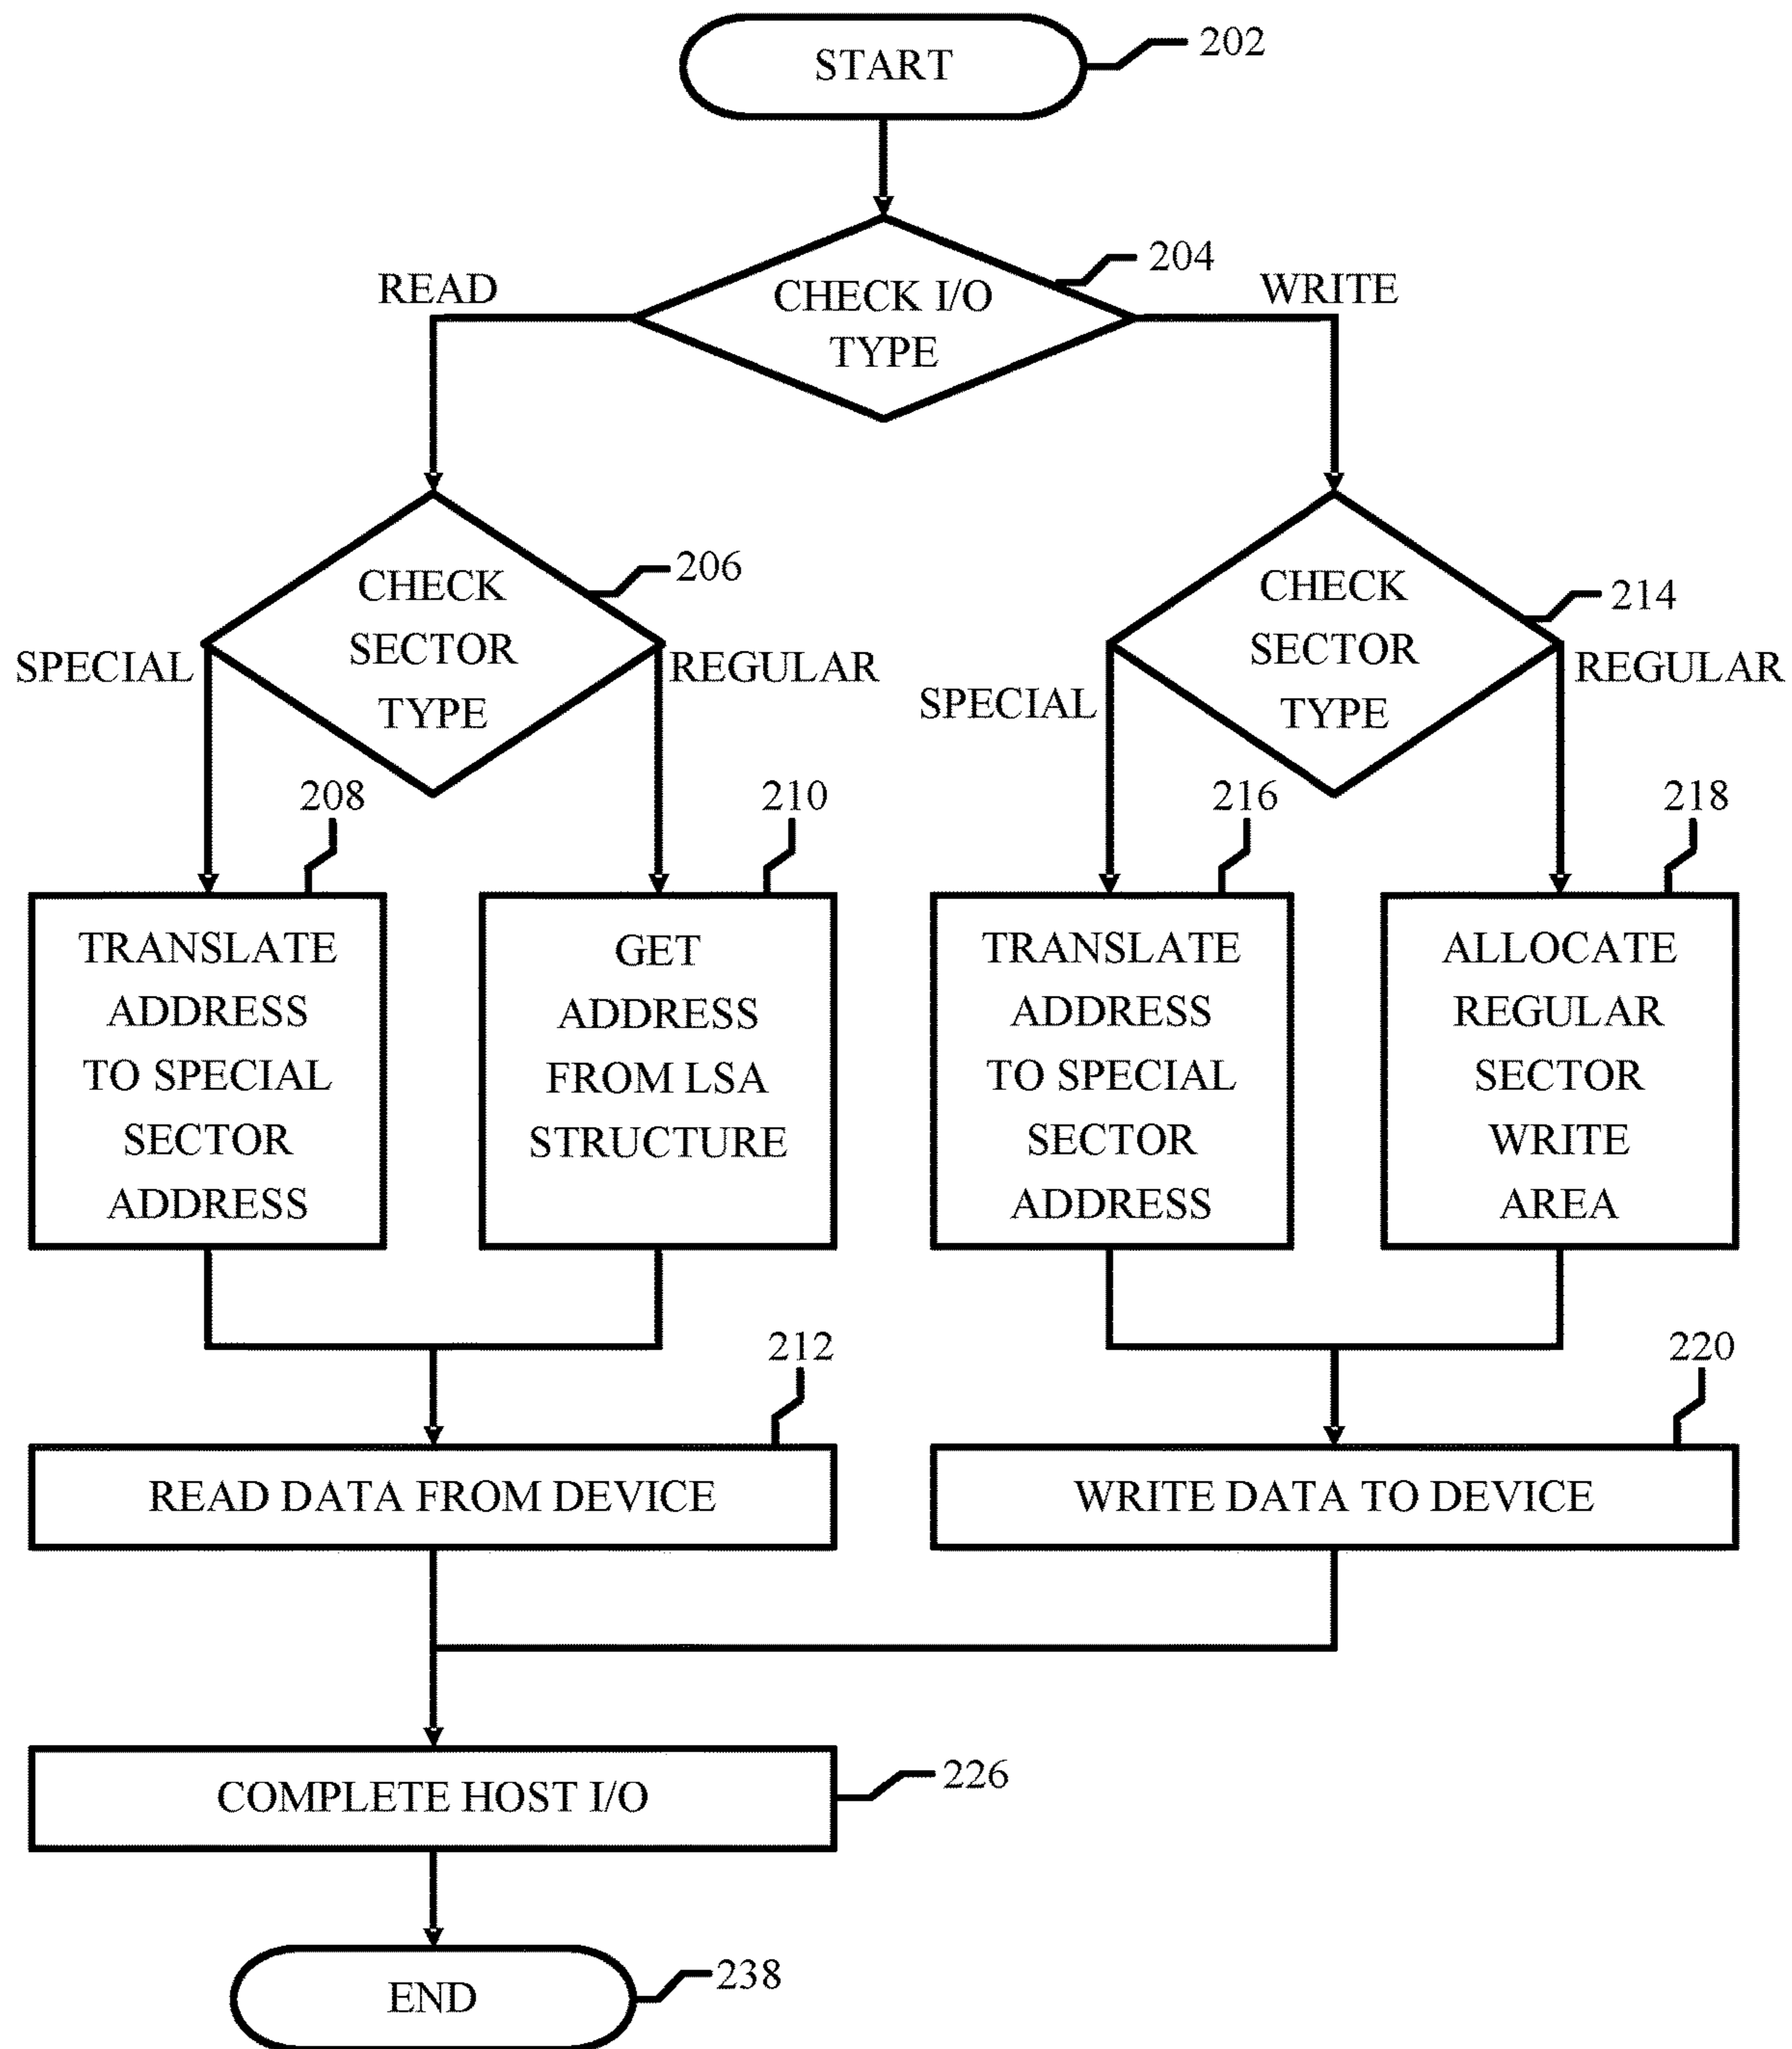 START
202
CHECK I/O
TYPE
204
READ
WRITE
CHECK
SECTOR
TYPE
206
SPECIAL
REGULAR
CHECK
SECTOR
TYPE
214
SPECIAL
REGULAR
208
TRANSLATE
ADDRESS
TO SPECIAL
SECTOR
ADDRESS
210
GET
ADDRESS
FROM LSA
STRUCTURE
216
TRANSLATE
ADDRESS
TO SPECIAL
SECTOR
ADDRESS
218
ALLOCATE
REGULAR
SECTOR
WRITE
AREA
212
READ DATA FROM DEVICE
220
WRITE DATA TO DEVICE
COMPLETE HOST I/O
226
END
238